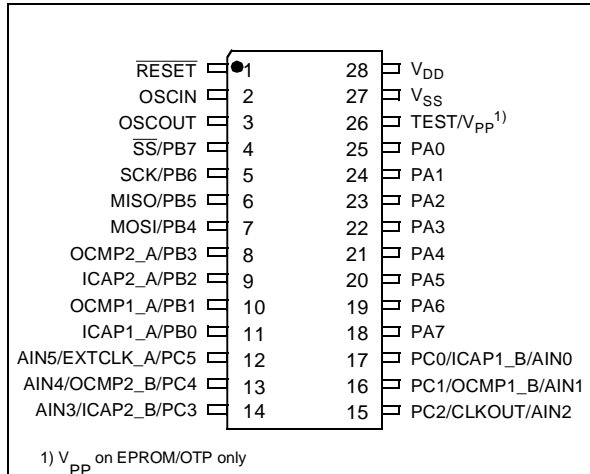 RESET 1 28 VDD
OSCIN 2 27 VSS
OSCOUT 3 26 TEST/VPP1)
SS/PB7 4 25 PA0
SCK/PB6 5 24 PA1
MISO/PB5 6 23 PA2
MOSI/PB4 7 22 PA3
OCMP2_A/PB3 8 21 PA4
ICAP2_A/PB2 9 20 PA5
OCMP1_A/PB1 10 19 PA6
ICAP1_A/PB0 11 18 PA7
AIN5/EXTCLK_A/PC5 12 17 PC0/ICAP1_B/AIN0
AIN4/OCMP2_B/PC4 13 16 PC1/OCMP1_B/AIN1
AIN3/ICAP2_B/PC3 14 15 PC2/CLKOUT/AIN2
1) VPP on EPROM/OTP only